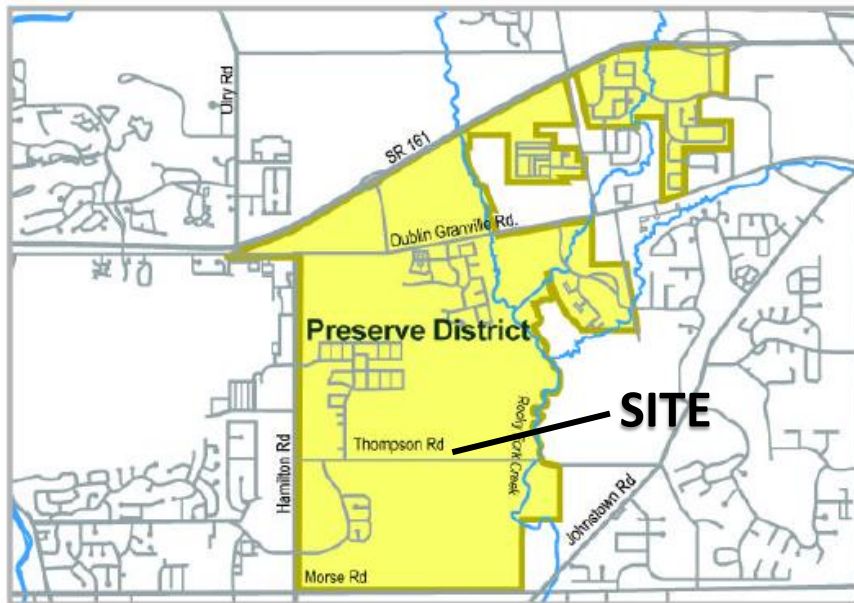 Ulry Rd
SR 161
Dublin Granville Rd.
Preserve District
SITE
Rocky Fork Creek
Thompson Rd
Hamilton Rd
Johnstown Rd
Morse Rd